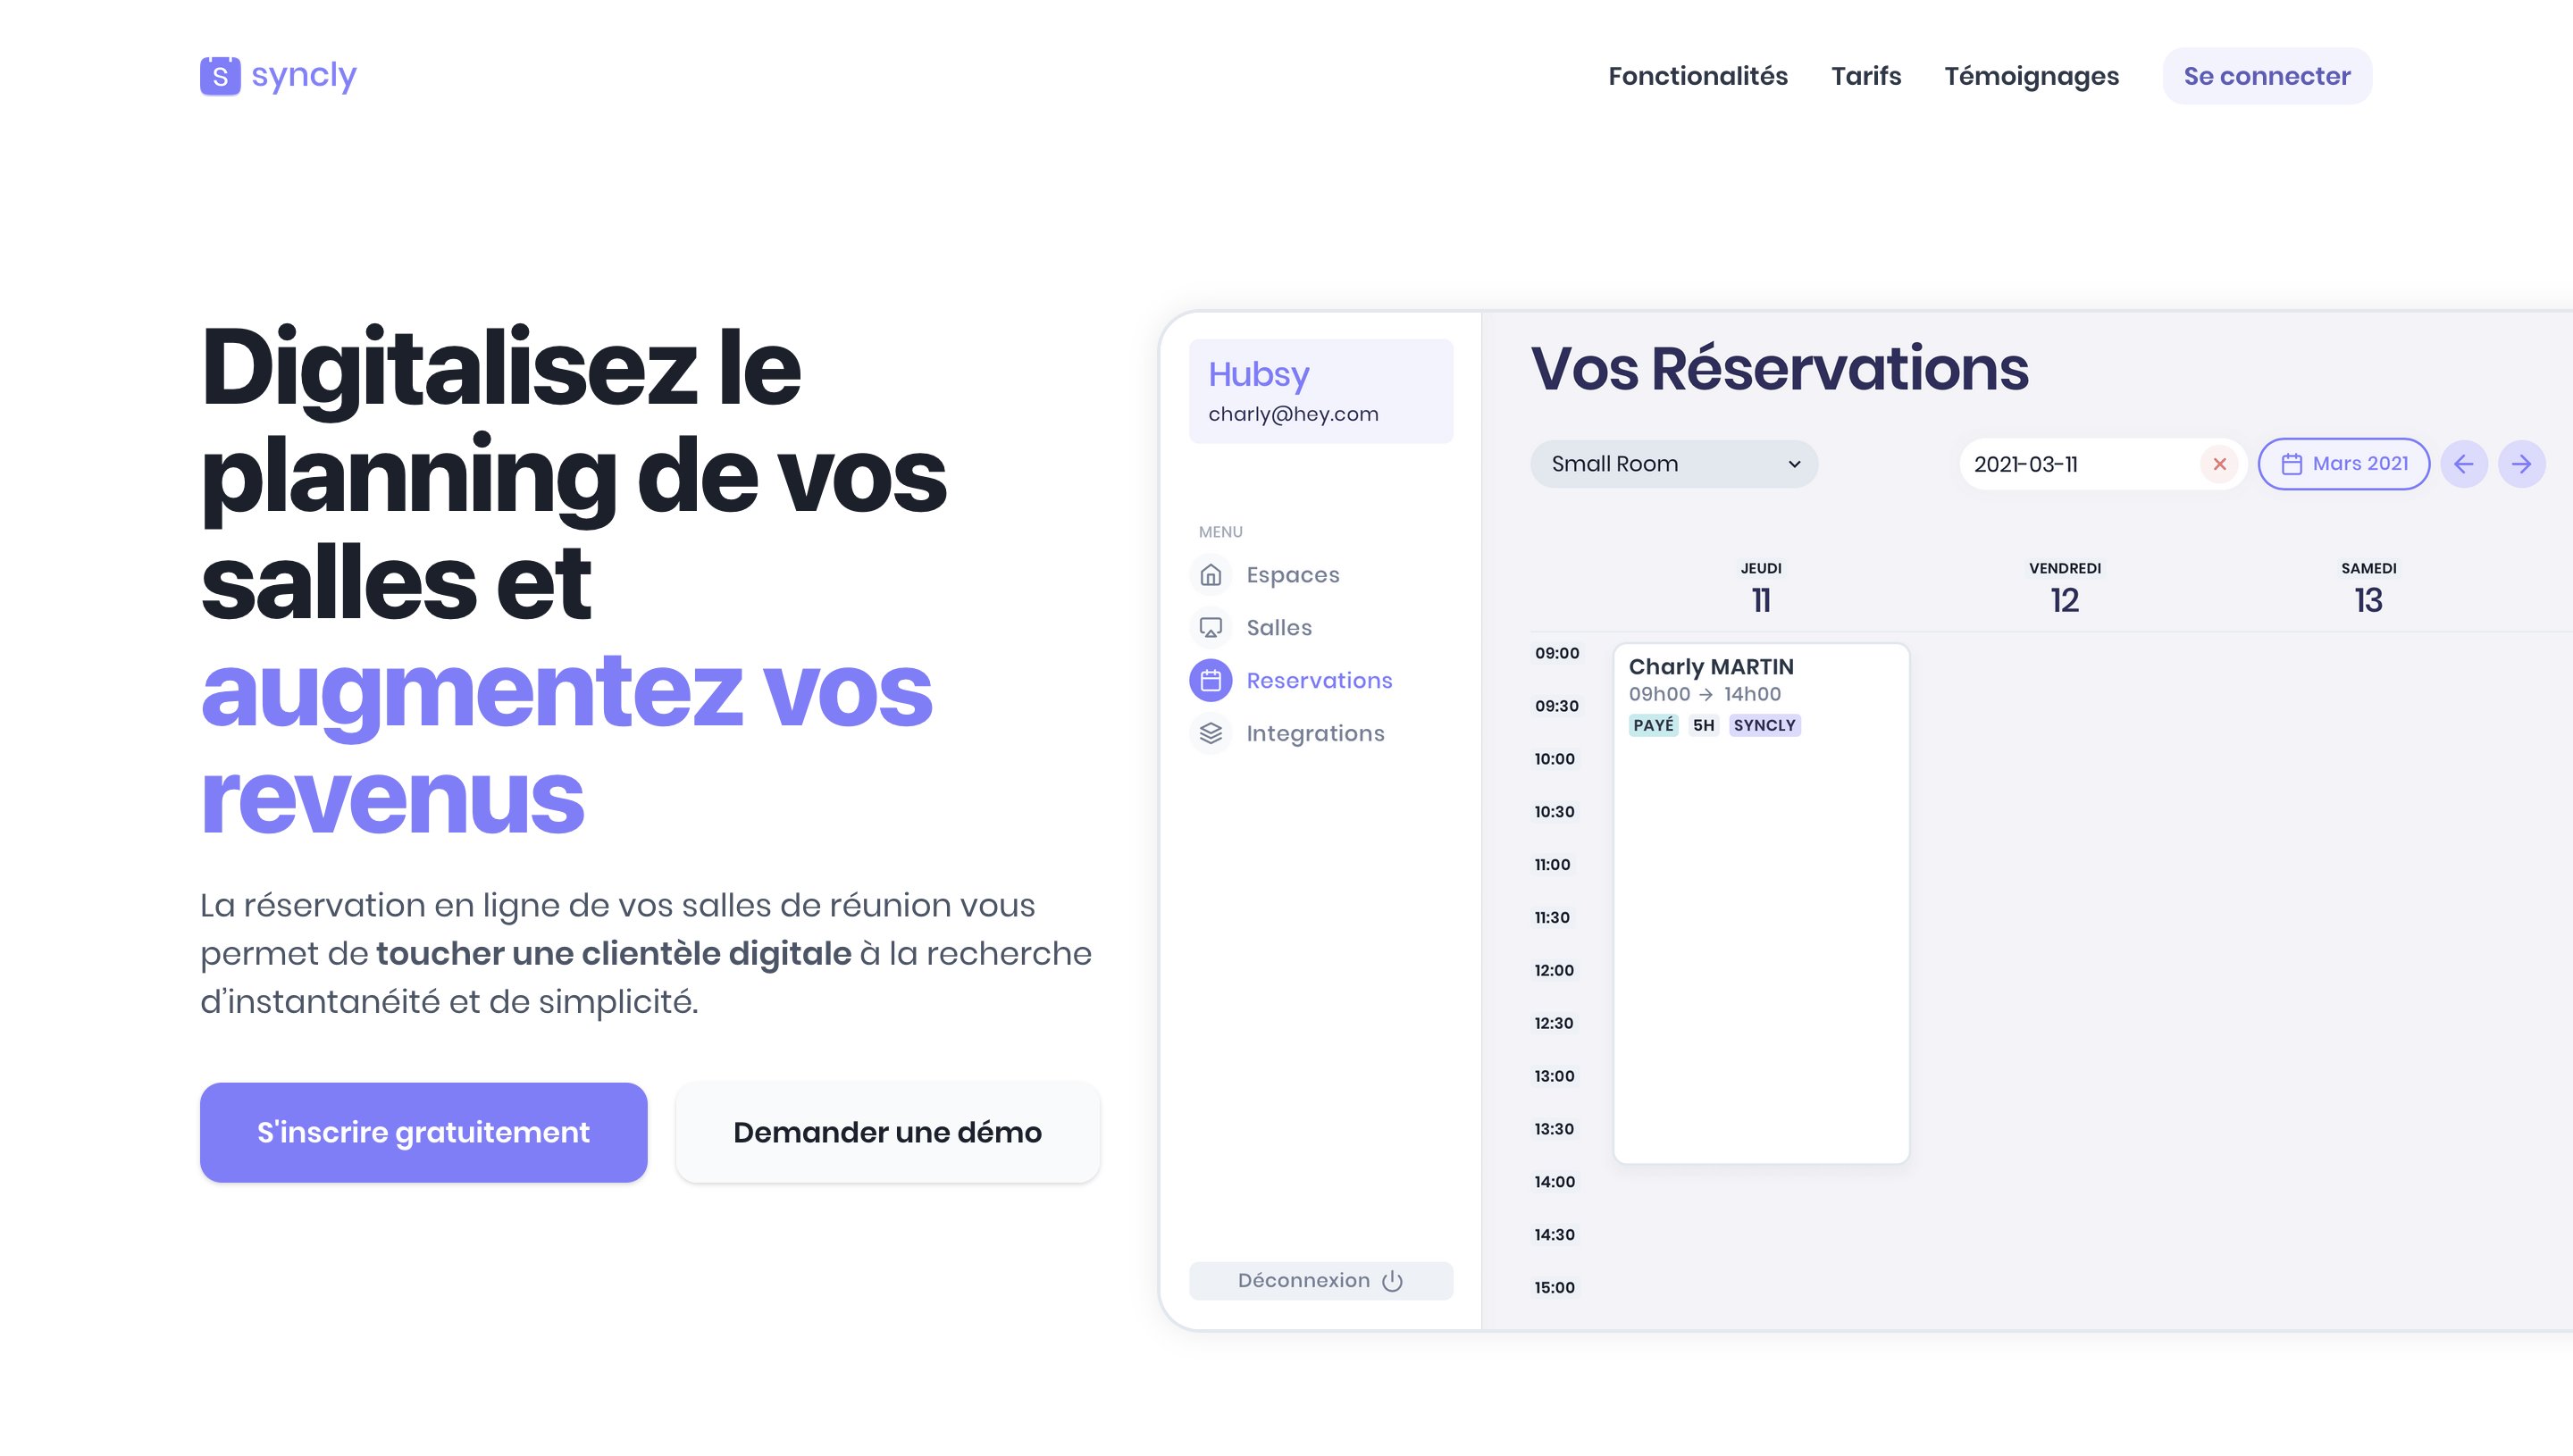 S syncly
Fonctionalités
Tarifs
Témoignages
Se connecter
Digitalisez le
planning de vos
salles et
augmentez vos
revenus
La réservation en ligne de vos salles de réunion vous
permet de toucher une clientèle digitale à la recherche
d’instantanéité et de simplicité.
S'inscrire gratuitement
Demander une démo
Hubsy
charly@hey.com
MENU
Espaces
Salles
Reservations
Integrations
Déconnexion
Vos Réservations
Small Room
2021-03-11
Mars 2021
JEUDI
11
VENDREDI
12
SAMEDI
13
09:00
09:30
10:00
10:30
11:00
11:30
12:00
12:30
13:00
13:30
14:00
14:30
15:00
Charly MARTIN
09h00 → 14h00
PAYÉ 5H SYNCLY